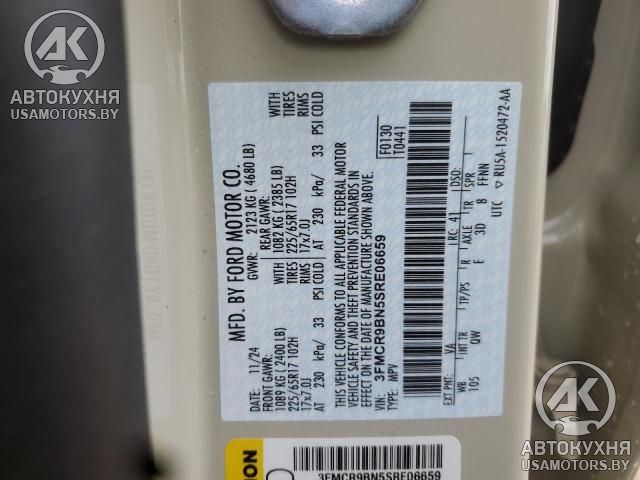 АВТОКУХНЯ
USAMOTORS.BY
MFD. BY FORD MOTOR CO.
DATE: 11/24
GVWR: 2123 KG ( 4680 LB)
FRONT GAWR:
1089 KG ( 2400 LB)
225/65R17 102H
17x7.0J
AT 230 kPa/ 33 PSI COLD
REAR GAWR:
1082 KG ( 2385 LB)
225/65R17 102H
17x7.0J
AT 230 kPa/ 33 PSI COLD
WITH
TIRES
RIMS
WITH
TIRES
RIMS
THIS VEHICLE CONFORMS TO ALL APPLICABLE FEDERAL MOTOR
VEHICLE SAFETY AND THEFT PREVENTION STANDARDS IN
EFFECT ON THE DATE OF MANUFACTURE SHOWN ABOVE.
VIN: 3FMCR9BN5SRE06659
TYPE: MPV
F0130
T0441
EXT PNT: VA RC: 41 DSO:
WB INT TR TP/PS R AXLE TR SPR
105 QW E 3D 8 FFNN
UTC RU5A-1520472-AA
3FMCR9BN5SRE06659
АВТОКУХНЯ
USAMOTORS.BY